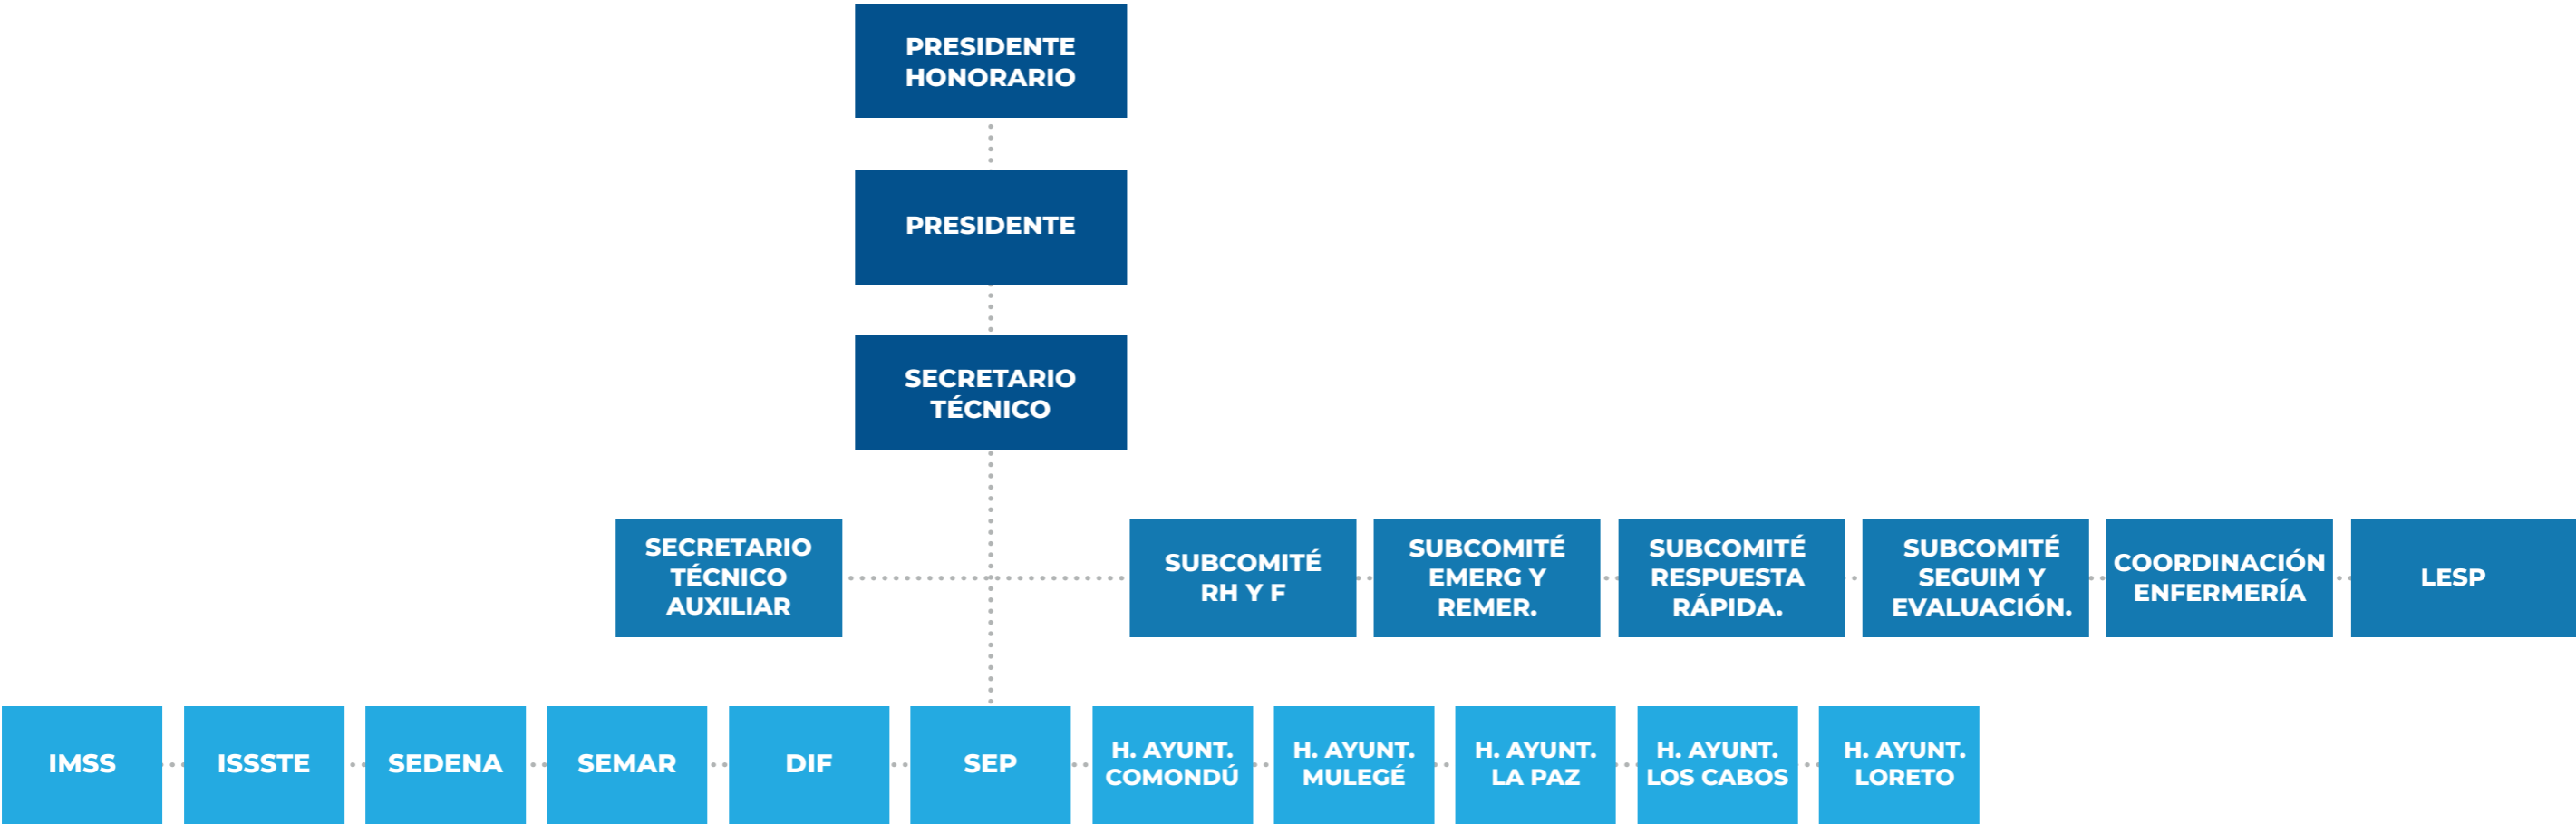 PRESIDENTE
HONORARIO
PRESIDENTE
SECRETARIO
TÉCNICO
SECRETARIO
TÉCNICO
AUXILIAR
SUBCOMITÉ
RH Y F
SUBCOMITÉ
EMERG Y
REMER.
SUBCOMITÉ
RESPUESTA
RÁPIDA.
SUBCOMITÉ
SEGUIM Y
EVALUACIÓN.
COORDINACIÓN
ENFERMERÍA
LESP
IMSS
ISSSTE
SEDENA
SEMAR
DIF
SEP
H. AYUNT.
COMONDÚ
H. AYUNT.
MULEGÉ
H. AYUNT.
LA PAZ
H. AYUNT.
LOS CABOS
H. AYUNT.
LORETO